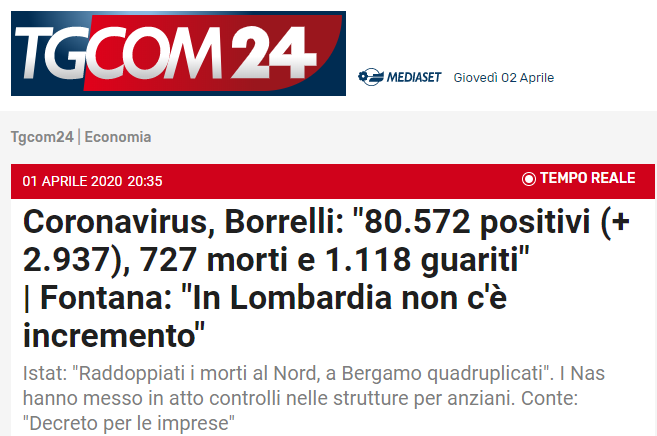 TGCOM 24
MEDIASET Giovedì 02 Aprile
Tgcom24 | Economia
01 APRILE 2020 20:35 TEMPO REALE
Coronavirus, Borrelli: "80.572 positivi (+
2.937), 727 morti e 1.118 guariti"
| Fontana: "In Lombardia non c'è
incremento"
Istat: "Raddoppiati i morti al Nord, a Bergamo quadruplicati". I Nas
hanno messo in atto controlli nelle strutture per anziani. Conte:
"Decreto per le imprese"